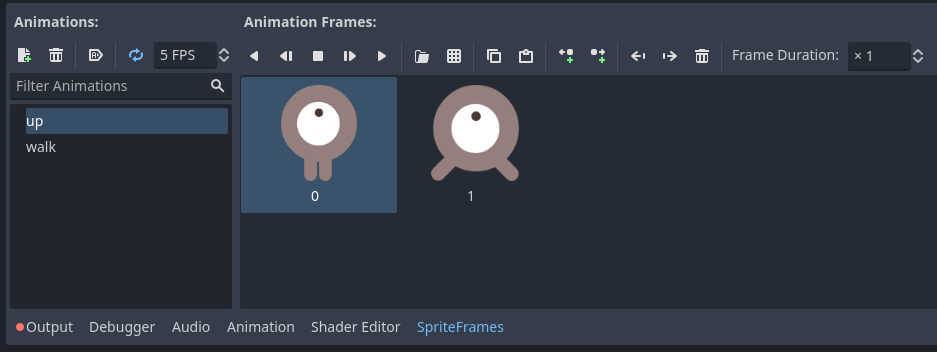 Animations:
Animation Frames:
5 FPS
Frame Duration:
× 1
Filter Animations
up
walk
0
1
Output
Debugger
Audio
Animation
Shader Editor
SpriteFrames